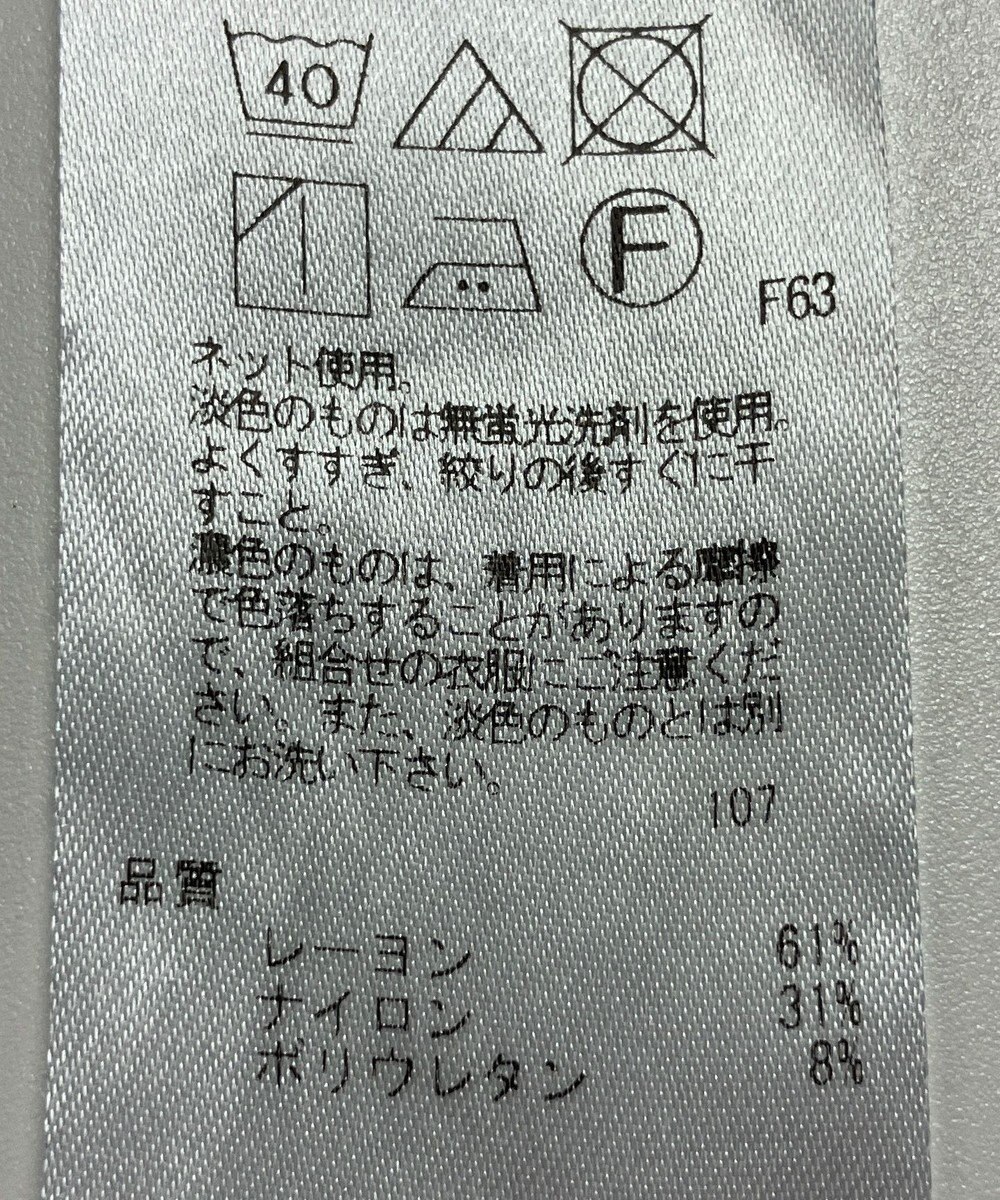 40
F
F63
ネット使用。
淡色のものは無蛍光洗剤を使用。
よくすすぎ、絞りの後すぐに干
すこと。
濃色のものは、着用による摩擦
で色落ちすることがありますの
で、組合せの衣服にご注意くだ
さい。また、淡色のものとは別
にお洗い下さい。
107
品質
レーヨン 61%
ナイロン 31%
ポリウレタン 8%